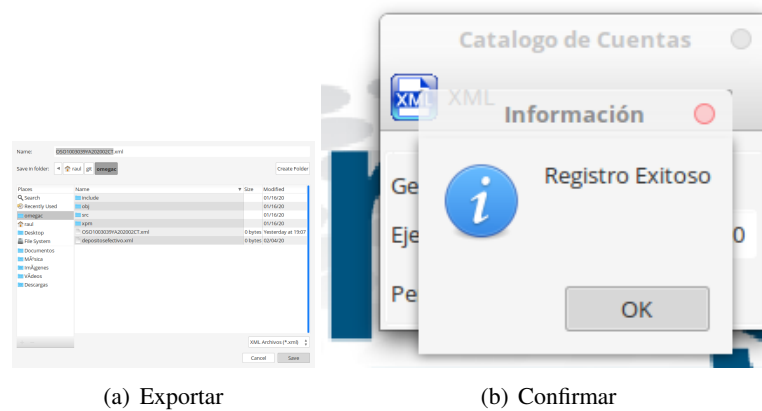 Name: OSO1003039YA202002CT.xml
Save in folder: raul git omegac Create Folder
Places Name Size Modified
Search include 01/16/20
Recently Used obj 01/16/20
omegac src 01/16/20
raul xpm 01/16/20
Desktop OSO1003039YA202002CT.xml 0 bytes Yesterday at 19:07
File System depositosefectivo.xml 0 bytes 02/04/20
Documentos
MÃºsica
ImÃ¡genes
VÃ­deos
Descargas
XML Archivos (*.xml)
Cancel Save
(a) Exportar
Catalogo de Cuentas
XML XML
Información
Ge
Registro Exitoso
Eje 0
Pe
OK
(b) Confirmar